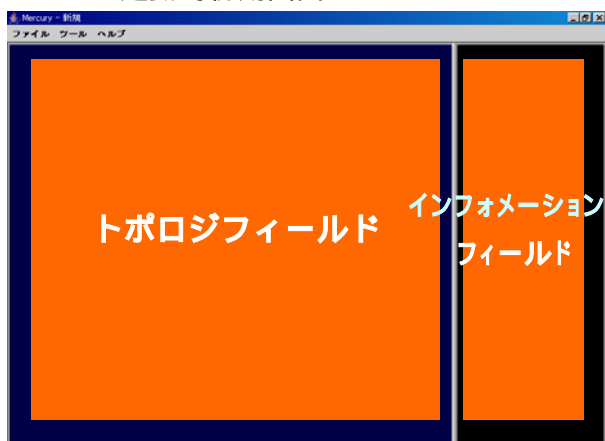 Mercury - 新規
ファイル ツール ヘルプ
トポロジフィールド
インフォメーション
フィールド